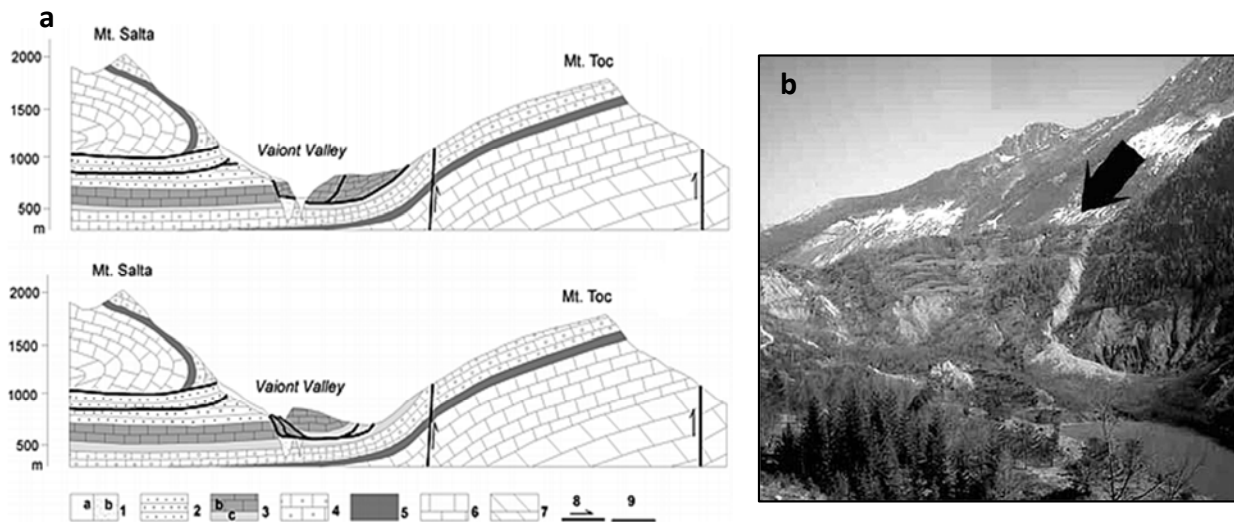 a
Mt. Salta
2000
Mt. Toc
1500
Vaiont Valley
1000
500
m
Mt. Salta
2000
Mt. Toc
1500
Vaiont Valley
1000
500
m
a b 1 2 b c 3 4 5 6 7 8 9
b